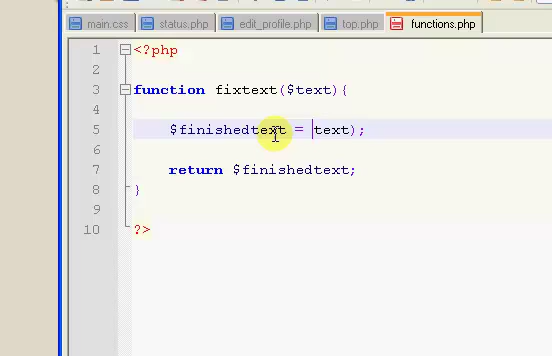 main.css status.php edit_profile.php top.php functions.php
1 <?php
2
3 function fixtext($text){
4
5 $finishedtext = text);
6
7 return $finishedtext;
8 }
9
10 ?>